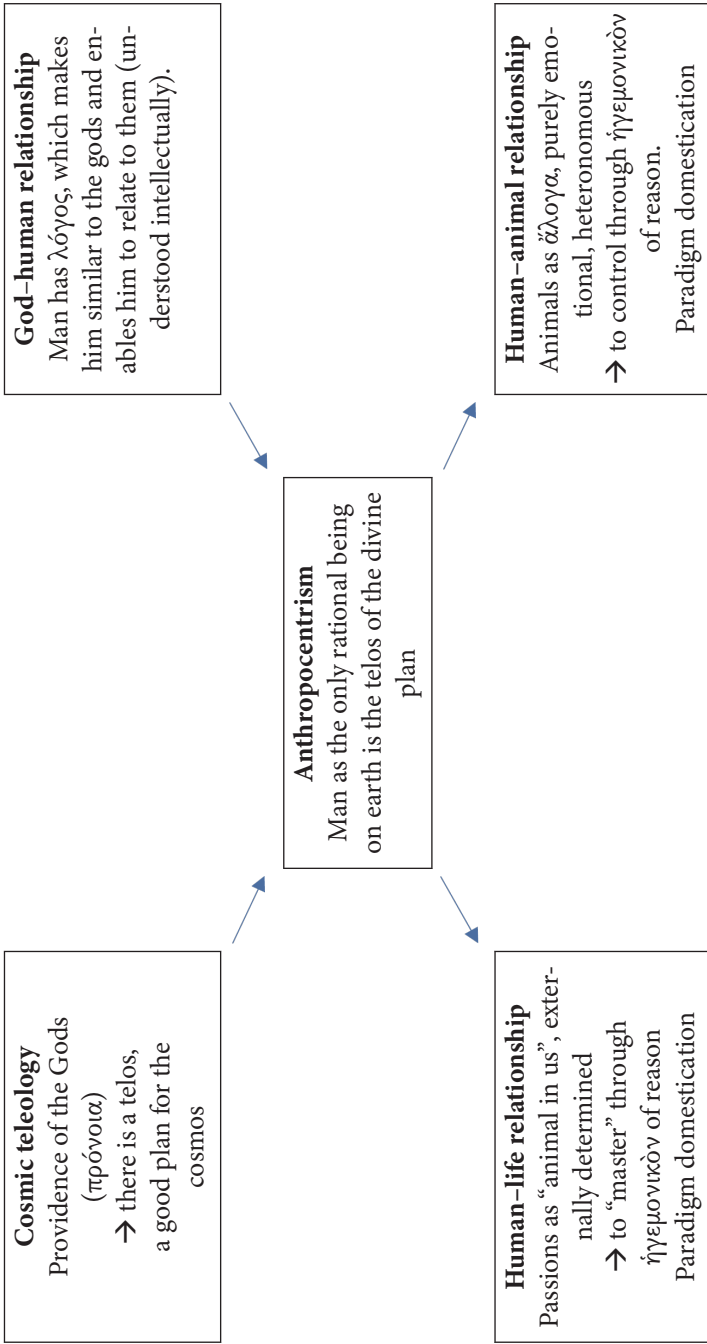 Cosmic teleology
Providence of the Gods
(πρόνοια)
→ there is a telos,
a good plan for the
cosmos
God–human relationship
Man has λόγος, which makes
him similar to the gods and en-
ables him to relate to them (un-
derstood intellectually).
Anthropocentrism
Man as the only rational being
on earth is the telos of the divine
plan
Human–life relationship
Passions as “animal in us”, exter-
nally determined
→ to “master” through
ἡγεμονικὸν of reason
Paradigm domestication
Human–animal relationship
Animals as ἄλογα, purely emo-
tional, heteronomous
→ to control through ἡγεμονικὸν
of reason.
Paradigm domestication